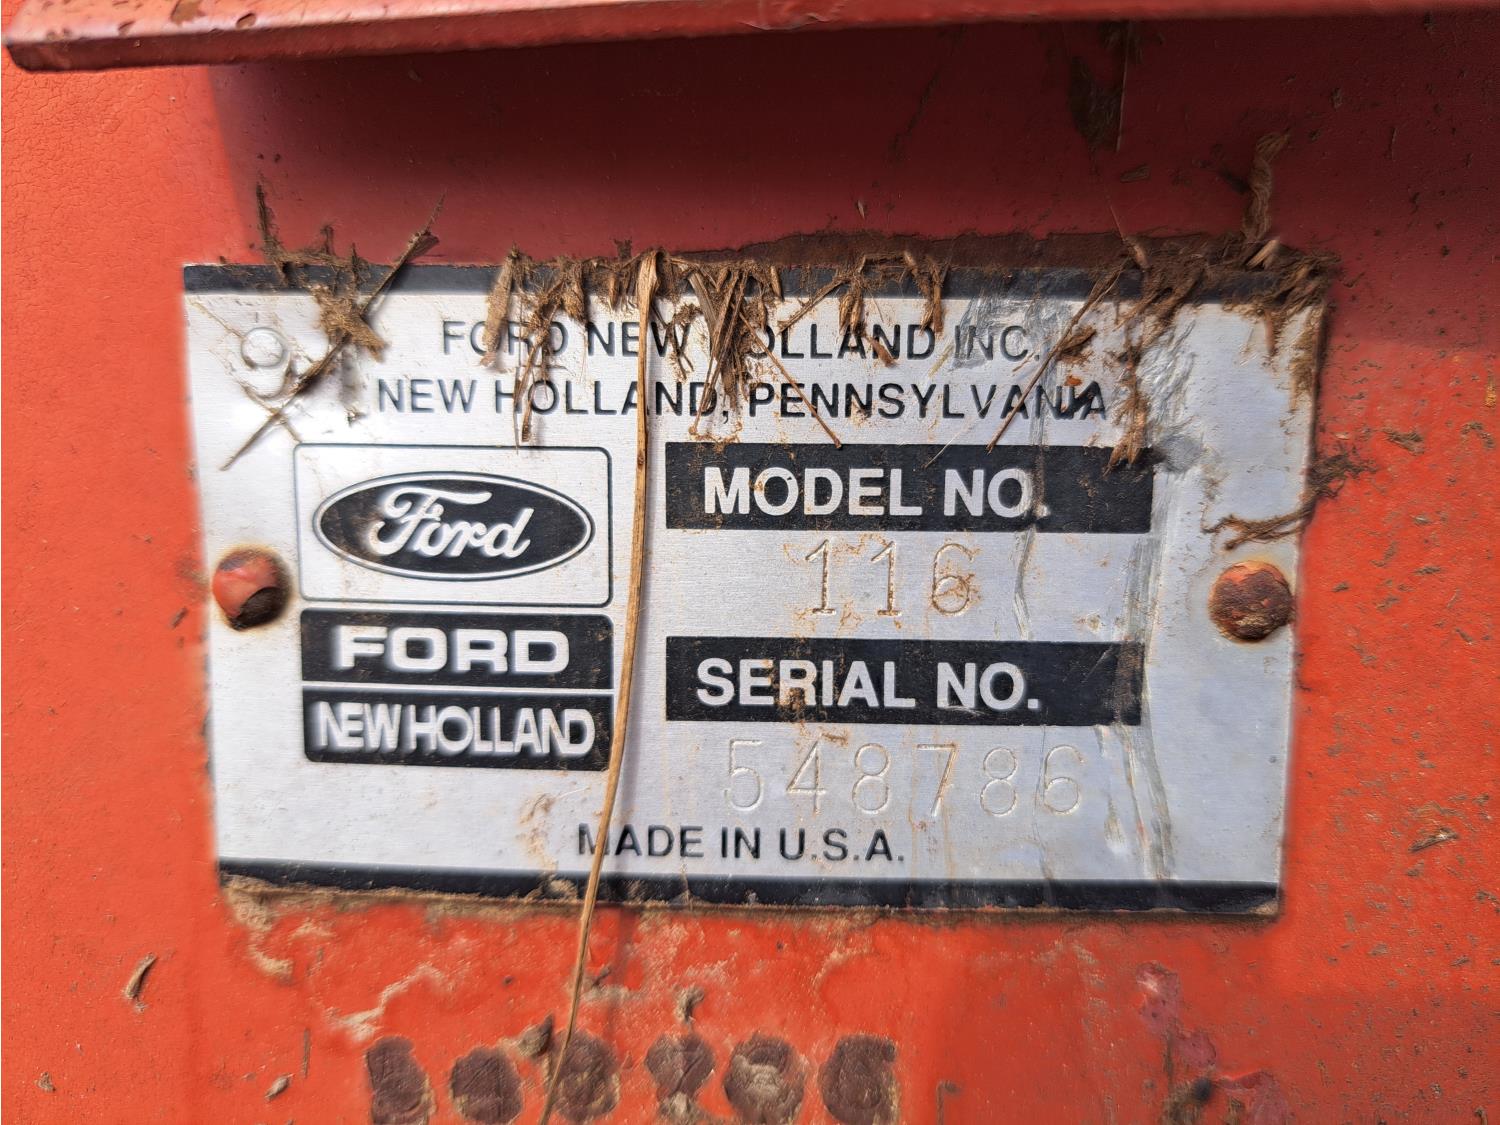 FORD NEW HOLLAND INC.
NEW HOLLAND, PENNSYLVANIA
Ford
FORD
NEW HOLLAND
MODEL NO.
116
SERIAL NO.
548786
MADE IN U.S.A.